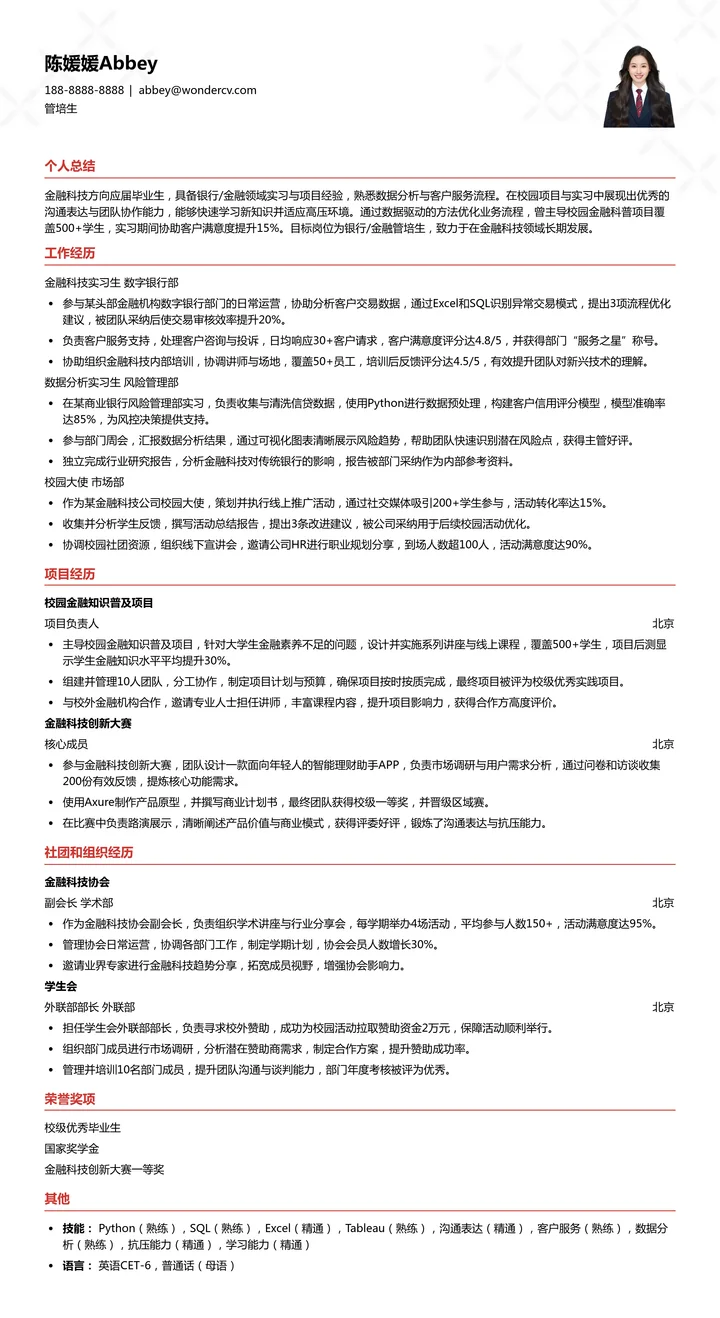 陈媛媛Abbey
188-8888-8888 | abbey@wondercv.com
管培生
个人总结
金融科技方向应届毕业生，具备银行/金融领域实习与项目经验，熟悉数据分析与客户服务流程。在校园项目与实习中展现出优秀的
沟通表达与团队协作能力，能够快速学习新知识并适应高压环境。通过数据驱动的方法优化业务流程，曾主导校园金融科普项目覆
盖500+学生，实习期间协助客户满意度提升15%。目标岗位为银行/金融管培生，致力于在金融科技领域长期发展。
工作经历
金融科技实习生 数字银行部
• 参与某头部金融机构数字银行部门的日常运营，协助分析客户交易数据，通过Excel和SQL识别异常交易模式，提出3项流程优化
建议，被团队采纳后使交易审核效率提升20%。
• 负责客户服务支持，处理客户咨询与投诉，日均响应30+客户请求，客户满意度评分达4.8/5，并获得部门“服务之星”称号。
• 协助组织金融科技内部培训，协调讲师与场地，覆盖50+员工，培训后反馈评分达4.5/5，有效提升团队对新兴技术的理解。
数据分析实习生 风险管理部
• 在某商业银行风险管理部实习，负责收集与清洗信贷数据，使用Python进行数据预处理，构建客户信用评分模型，模型准确率
达85%，为风控决策提供支持。
• 参与部门周会，汇报数据分析结果，通过可视化图表清晰展示风险趋势，帮助团队快速识别潜在风险点，获得主管好评。
• 独立完成行业研究报告，分析金融科技对传统银行的影响，报告被部门采纳作为内部参考资料。
校园大使 市场部
• 作为某金融科技公司校园大使，策划并执行线上推广活动，通过社交媒体吸引200+学生参与，活动转化率达15%。
• 收集并分析学生反馈，撰写活动总结报告，提出3条改进建议，被公司采纳用于后续校园活动优化。
• 协调校园社团资源，组织线下宣讲会，邀请公司HR进行职业规划分享，到场人数超100人，活动满意度达90%。
项目经历
校园金融知识普及项目
项目负责人 北京
• 主导校园金融知识普及项目，针对大学生金融素养不足的问题，设计并实施系列讲座与线上课程，覆盖500+学生，项目后测显
示学生金融知识水平平均提升30%。
• 组建并管理10人团队，分工协作，制定项目计划与预算，确保项目按时按质完成，最终项目被评为校级优秀实践项目。
• 与校外金融机构合作，邀请专业人士担任讲师，丰富课程内容，提升项目影响力，获得合作方高度评价。
金融科技创新大赛
核心成员 北京
• 参与金融科技创新大赛，团队设计一款面向年轻人的智能理财助手APP，负责市场调研与用户需求分析，通过问卷和访谈收集
200份有效反馈，提炼核心功能需求。
• 使用Axure制作产品原型，并撰写商业计划书，最终团队获得校级一等奖，并晋级区域赛。
• 在比赛中负责路演展示，清晰阐述产品价值与商业模式，获得评委好评，锻炼了沟通表达与抗压能力。
社团和组织经历
金融科技协会
副会长 学术部 北京
• 作为金融科技协会副会长，负责组织学术讲座与行业分享会，每学期举办4场活动，平均参与人数150+，活动满意度达95%。
• 管理协会日常运营，协调各部门工作，制定学期计划，协会会员人数增长30%。
• 邀请业界专家进行金融科技趋势分享，拓宽成员视野，增强协会影响力。
学生会
外联部部长 外联部 北京
• 担任学生会外联部部长，负责寻求校外赞助，成功为校园活动拉取赞助资金2万元，保障活动顺利举行。
• 组织部门成员进行市场调研，分析潜在赞助商需求，制定合作方案，提升赞助成功率。
• 管理并培训10名部门成员，提升团队沟通与谈判能力，部门年度考核被评为优秀。
荣誉奖项
校级优秀毕业生
国家奖学金
金融科技创新大赛一等奖
其他
• 技能： Python（熟练），SQL（熟练），Excel（精通），Tableau（熟练），沟通表达（精通），客户服务（熟练），数据分
析（熟练），抗压能力（精通），学习能力（精通）
• 语言： 英语CET-6，普通话（母语）